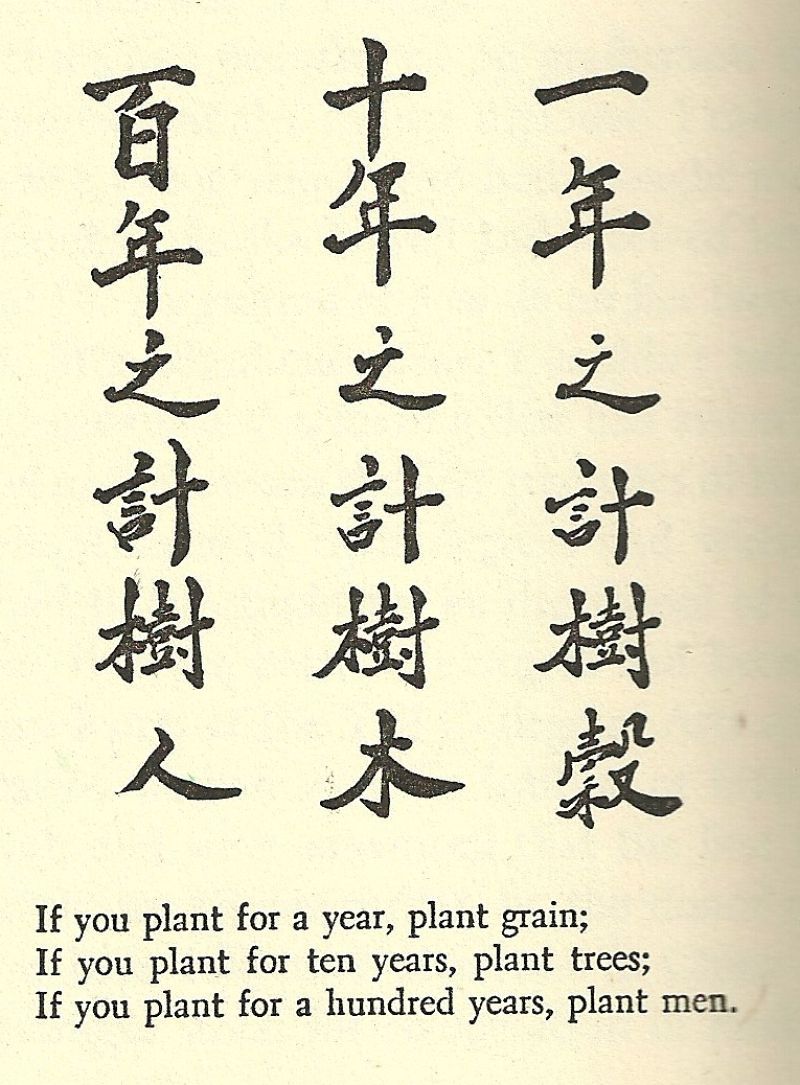 一年之計樹穀
十年之計樹木
百年之計樹人
If you plant for a year, plant grain;
If you plant for ten years, plant trees;
If you plant for a hundred years, plant men.